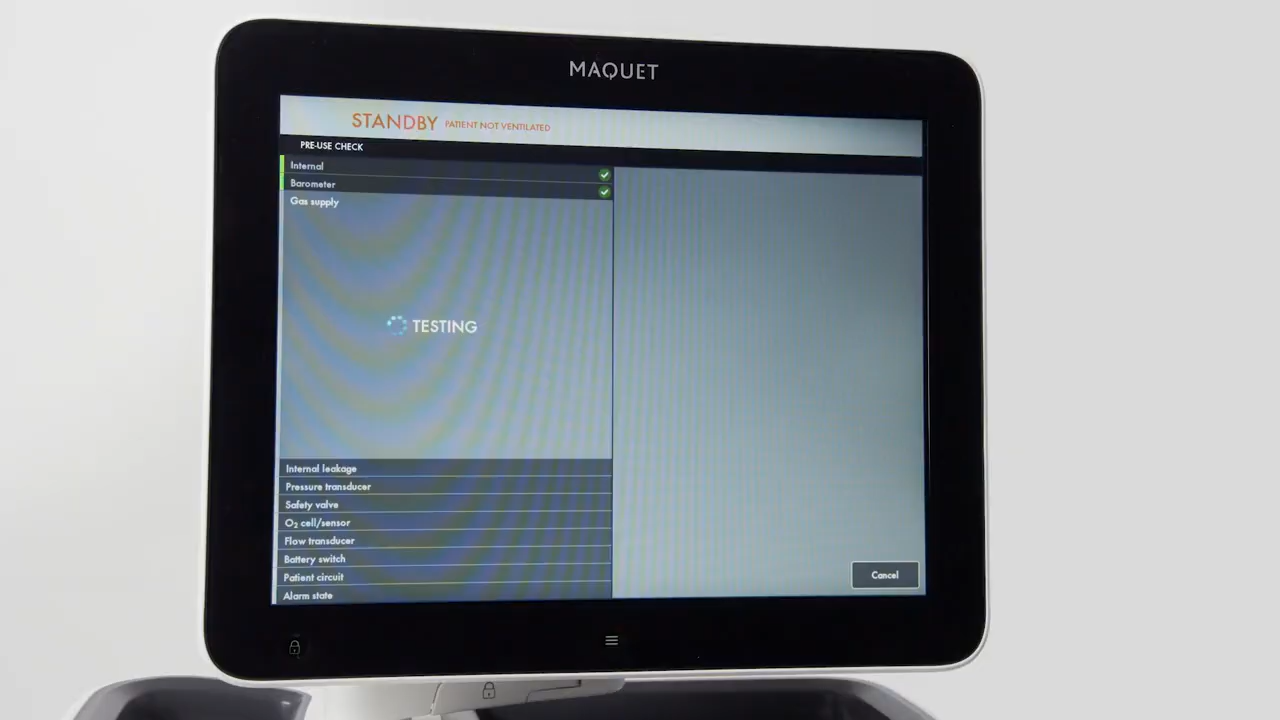 MAQUET
STANDBY PATIENT NOT VENTILATED
PRE-USE CHECK
Internal
Barometer
Gas supply
TESTING
Internal leakage
Pressure transducer
Safety valve
O₂ cell/sensor
Flow transducer
Battery switch
Patient circuit
Alarm state
Cancel